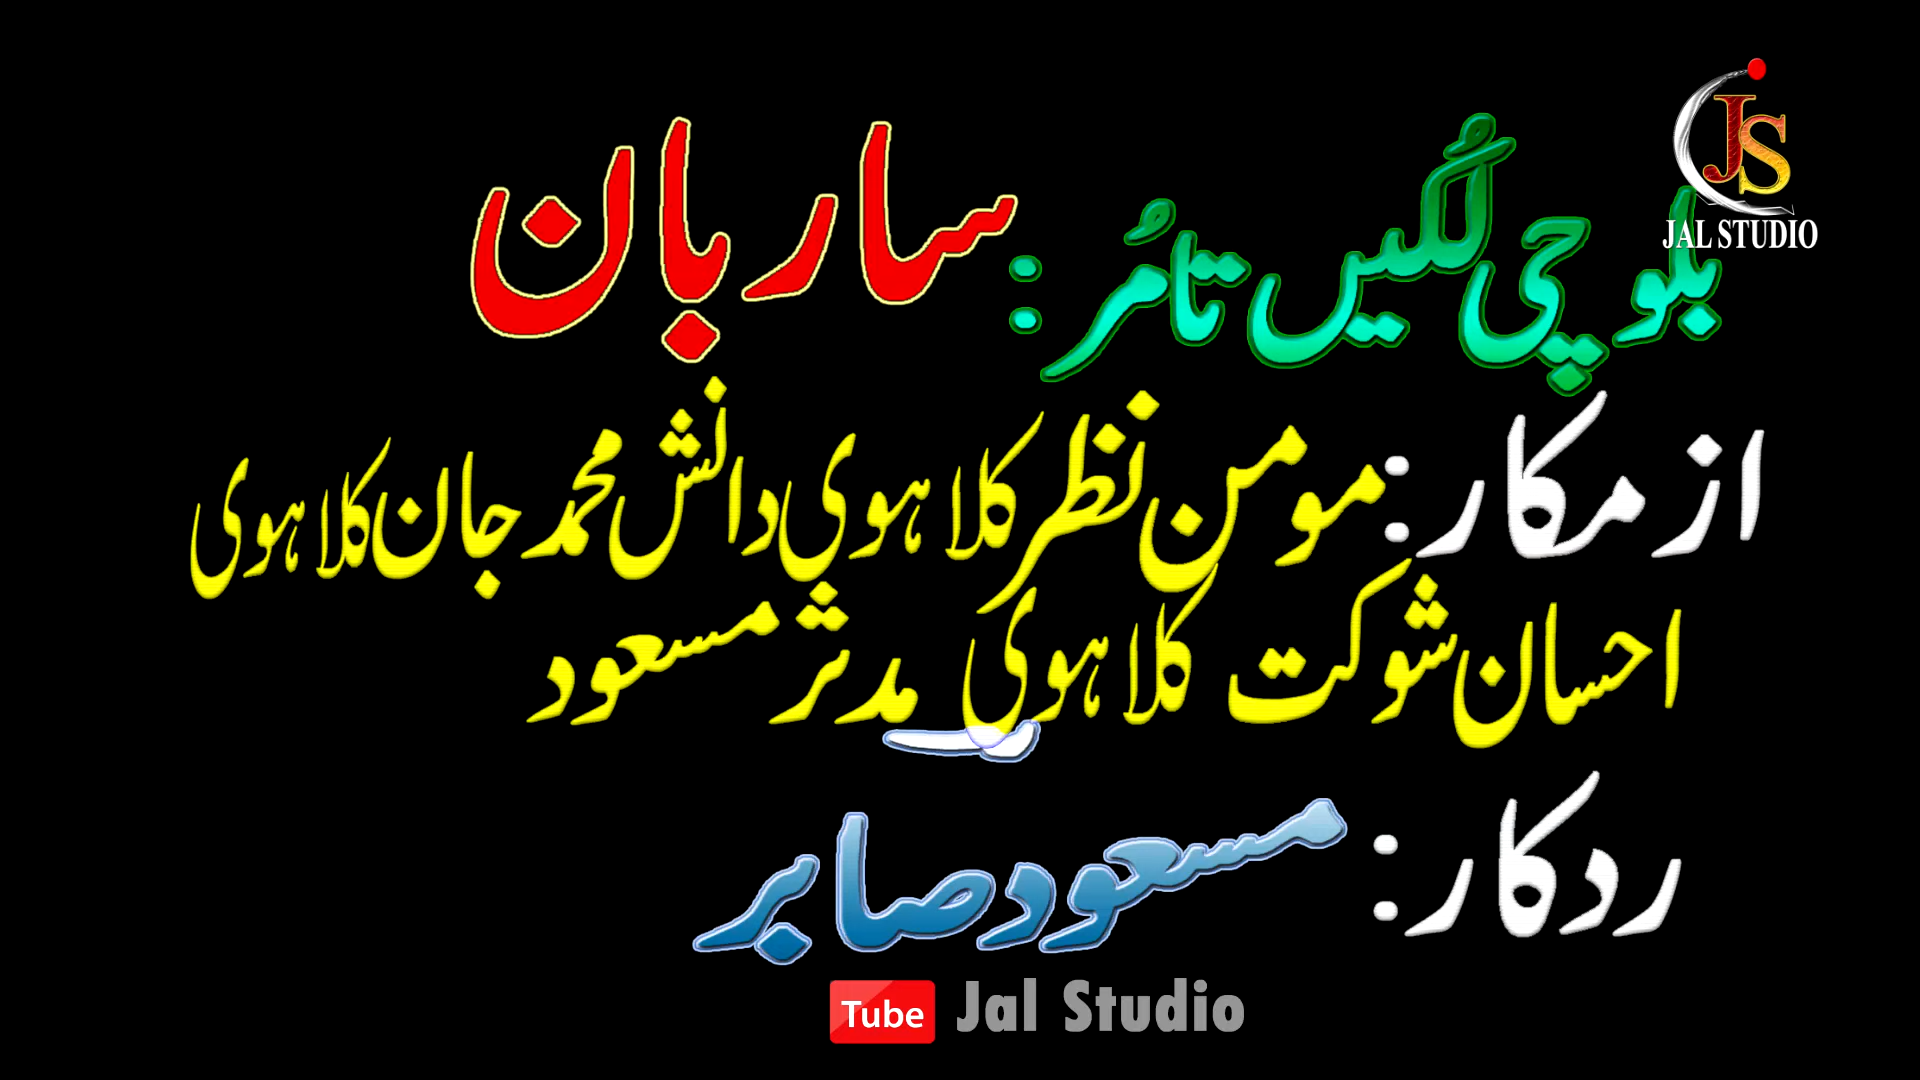 JS
JAL STUDIO
بلوچی لُگیں تامُر: ساربان
ازمکار: مومن نظر کلاہوی دانش محمد جان کلاہوی
احسان شوکت کلاہوی مدثر مسعود
ردکار: مسعود صابر
Tube Jal Studio